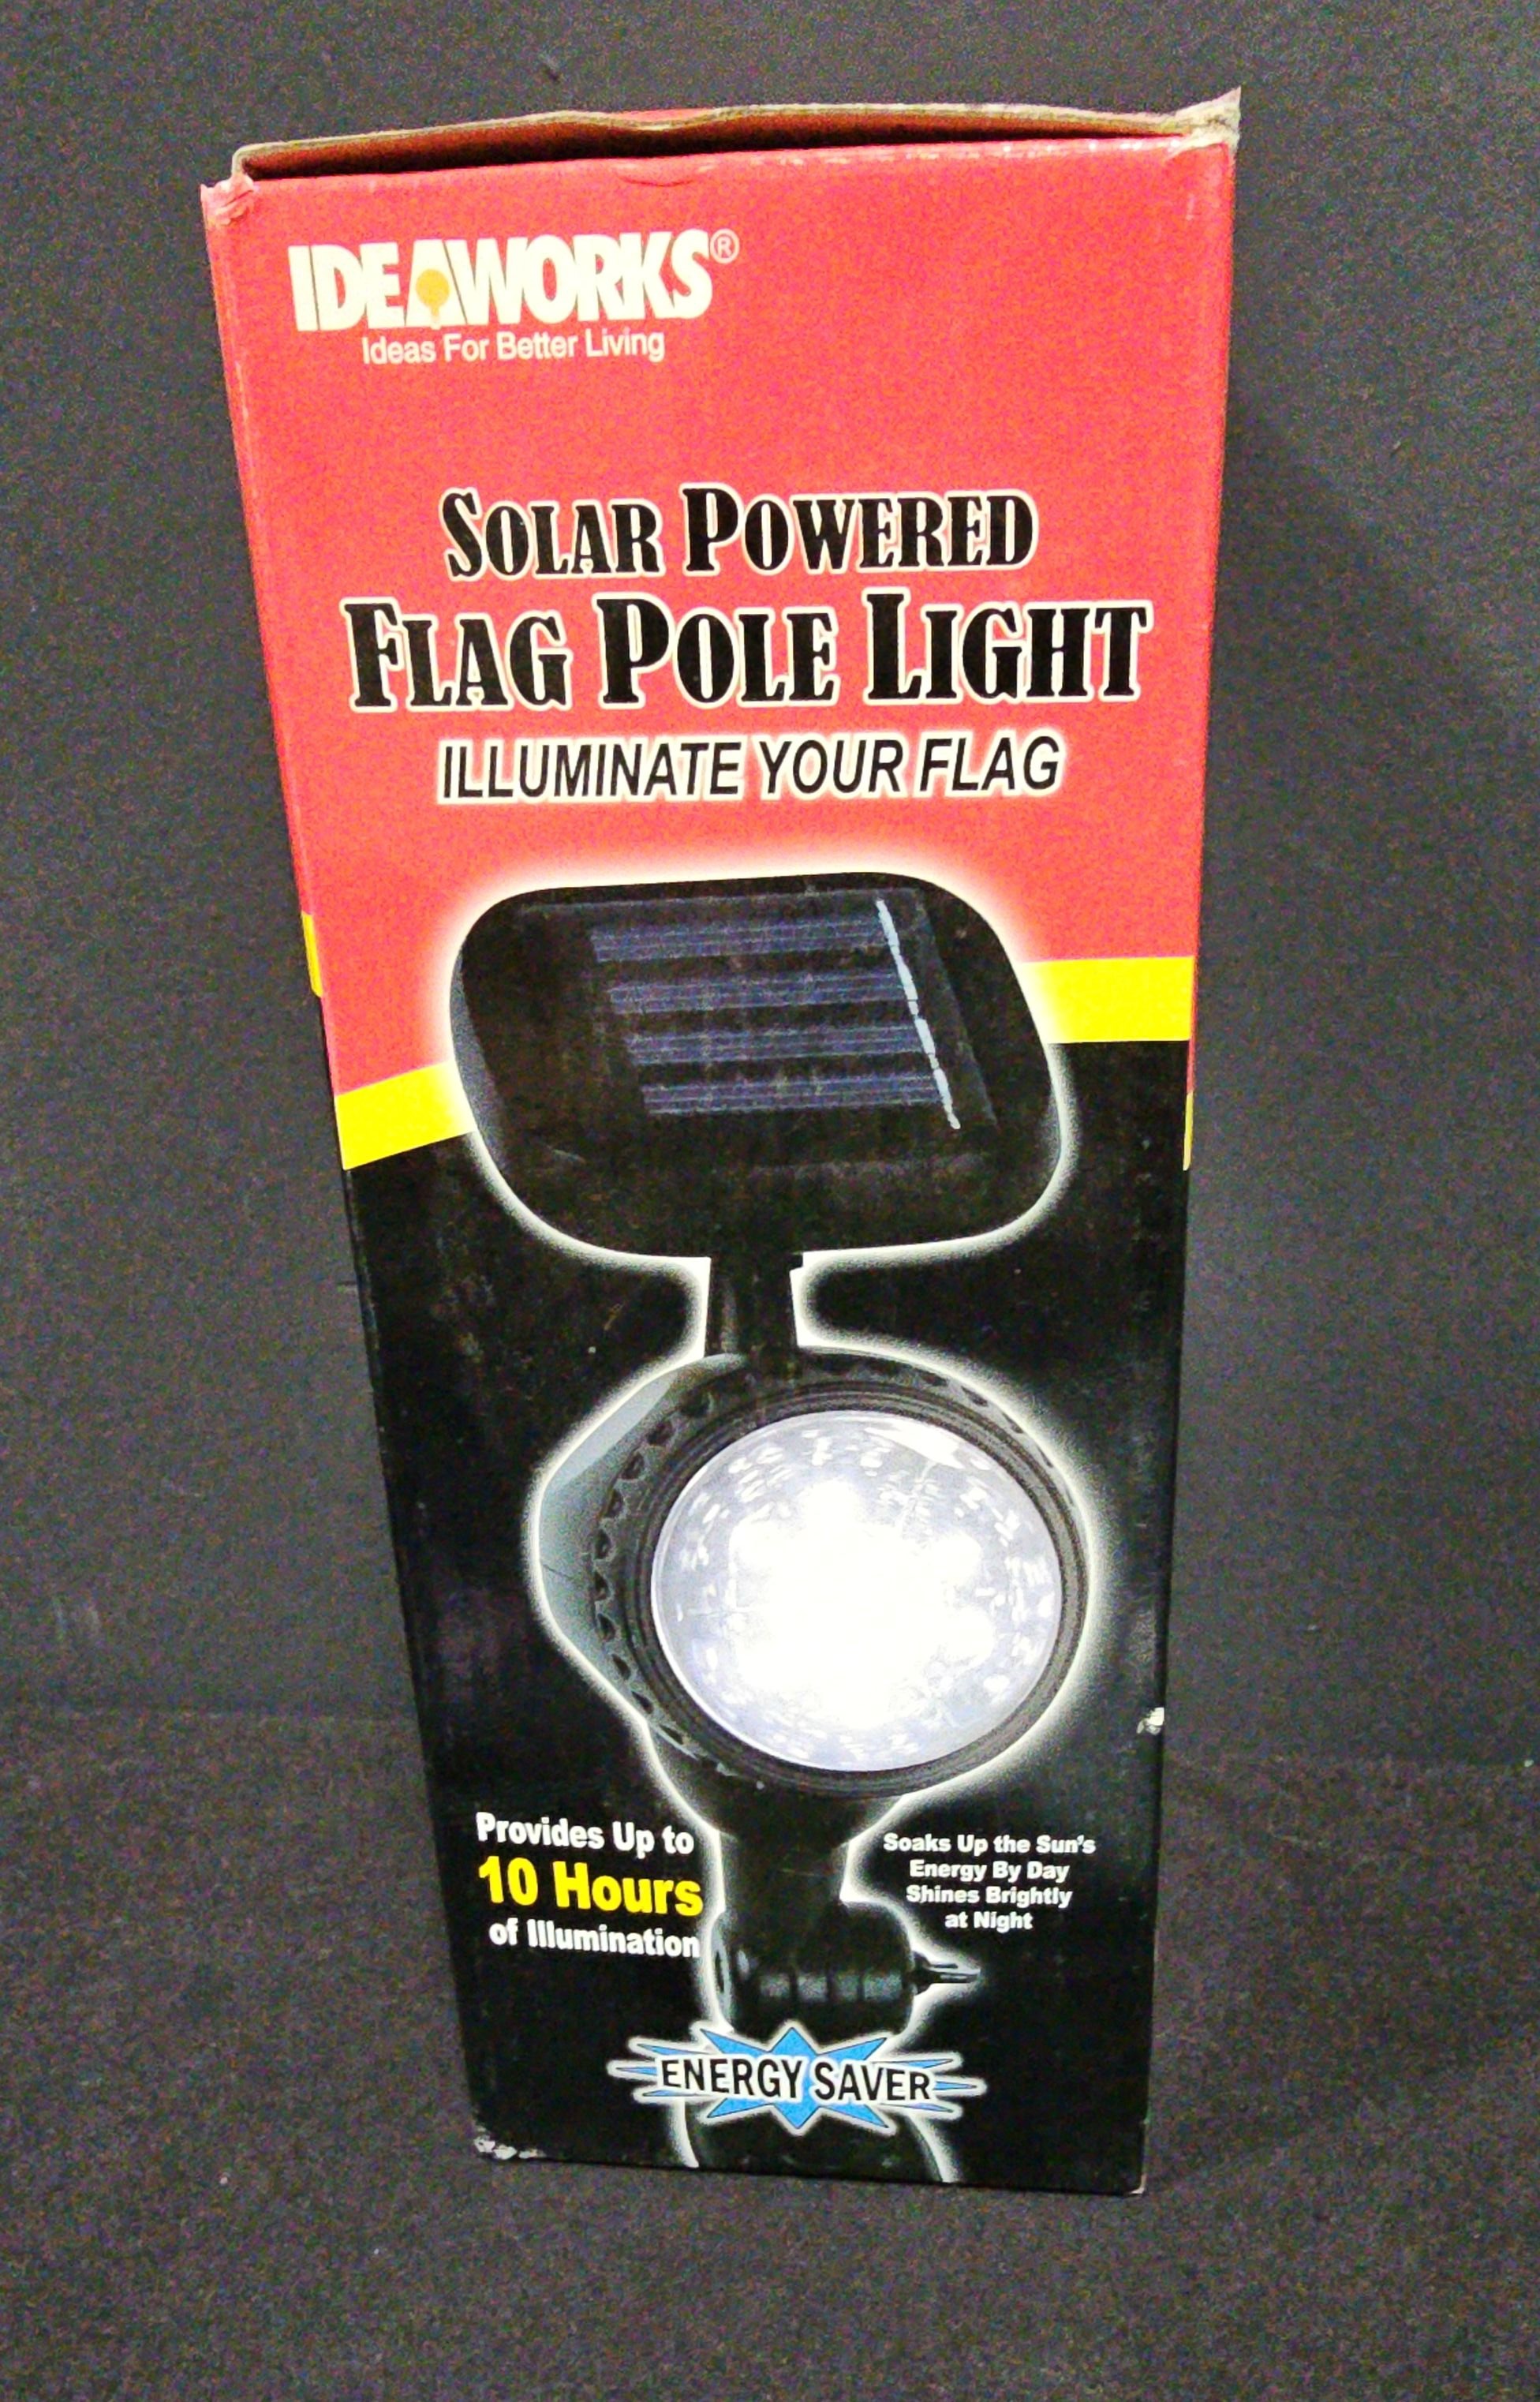 IDEAWORKS®
Ideas For Better Living
SOLAR POWERED
FLAG POLE LIGHT
ILLUMINATE YOUR FLAG
Provides Up to
10 Hours
of Illumination
Soaks Up the Sun's
Energy By Day
Shines Brightly
at Night
ENERGY SAVER